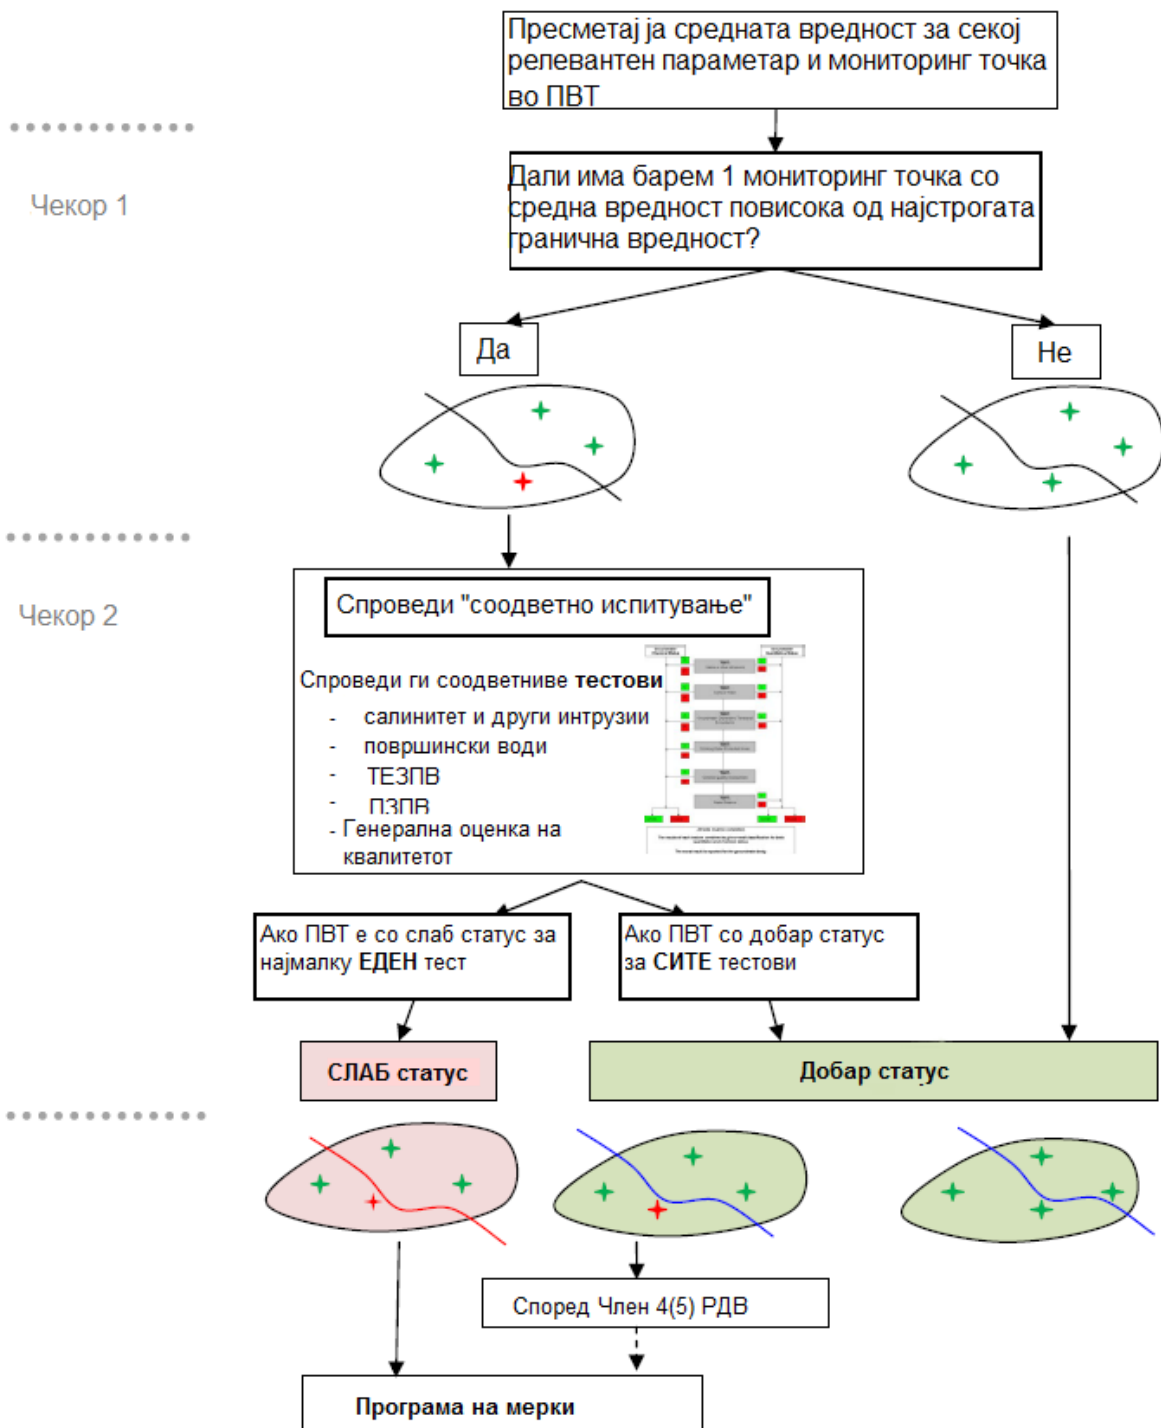 Пресметај ја средната вредност за секој
релевантен параметар и мониторинг точка
во ПВТ
Чекор 1
Дали има барем 1 мониторинг точка со
средна вредност повисока од најстрогата
гранична вредност?
Да
Не
Чекор 2
Спроведи "соодветно испитување"
Спроведи ги соодветниве тестови
- салинитет и други интрузии
- површински води
- ТЕЗПВ
- ПЗПВ
- Генерална оценка на
квалитетот
Ако ПВТ е со слаб статус за
најмалку ЕДЕН тест
Ако ПВТ со добар статус
за СИТЕ тестови
СЛАБ статус
Добар статус
Според Член 4(5) РДВ
Програма на мерки